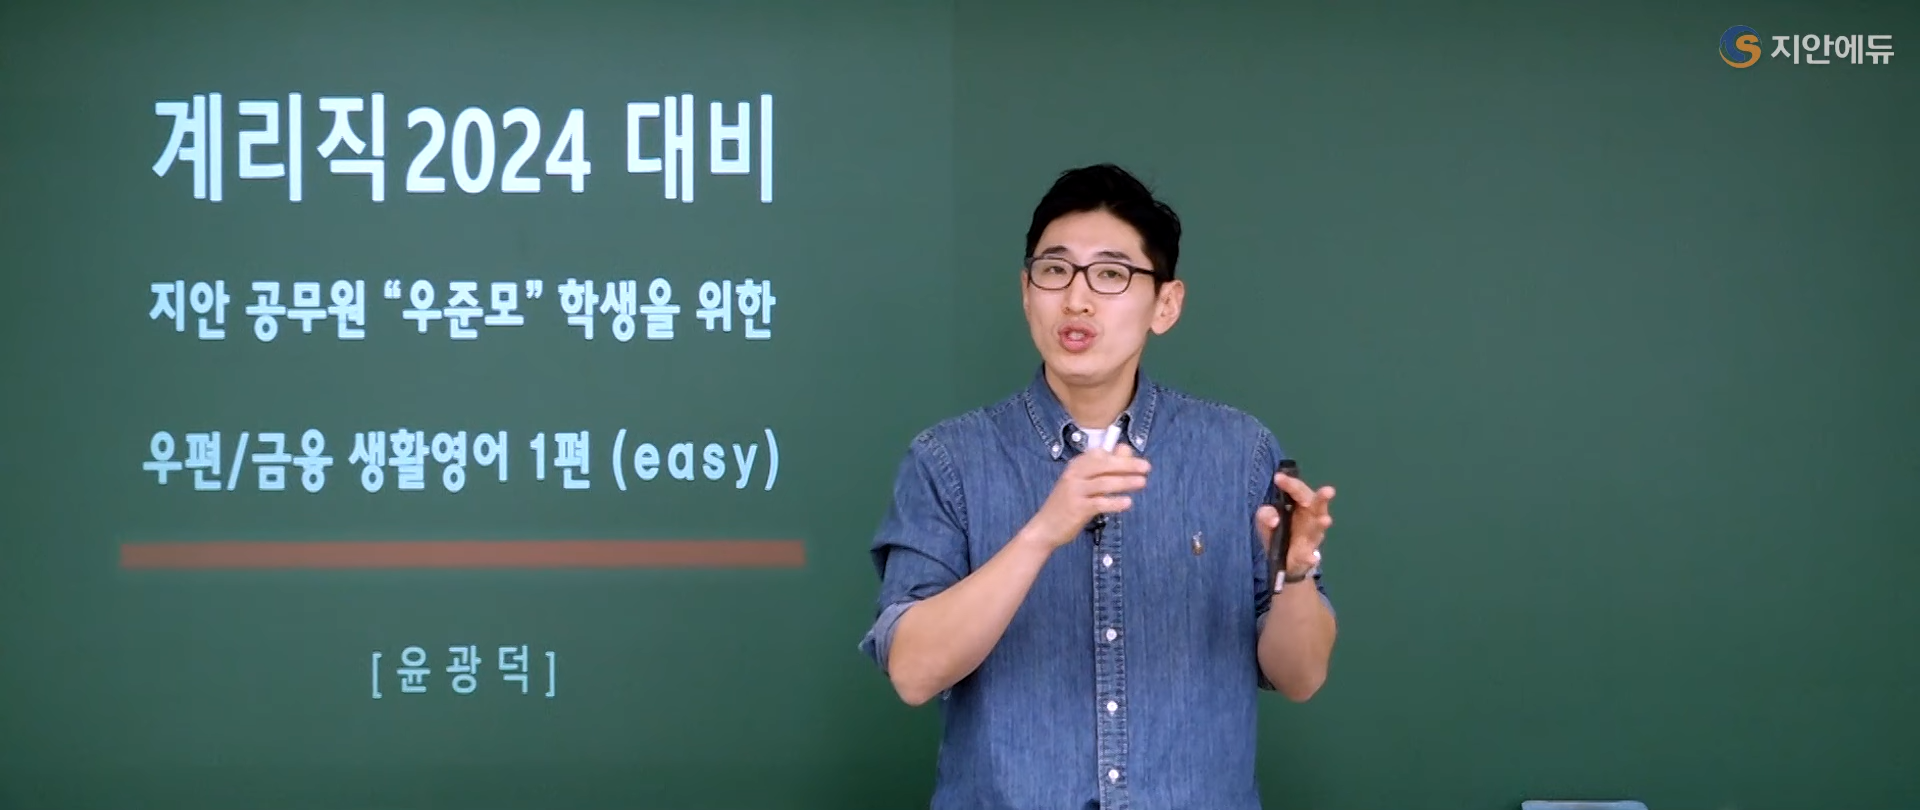 지안에듀
계리직2024 대비
지안 공무원 “우준모” 학생을 위한
우편/금융 생활영어 1편 (easy)
[윤광덕]